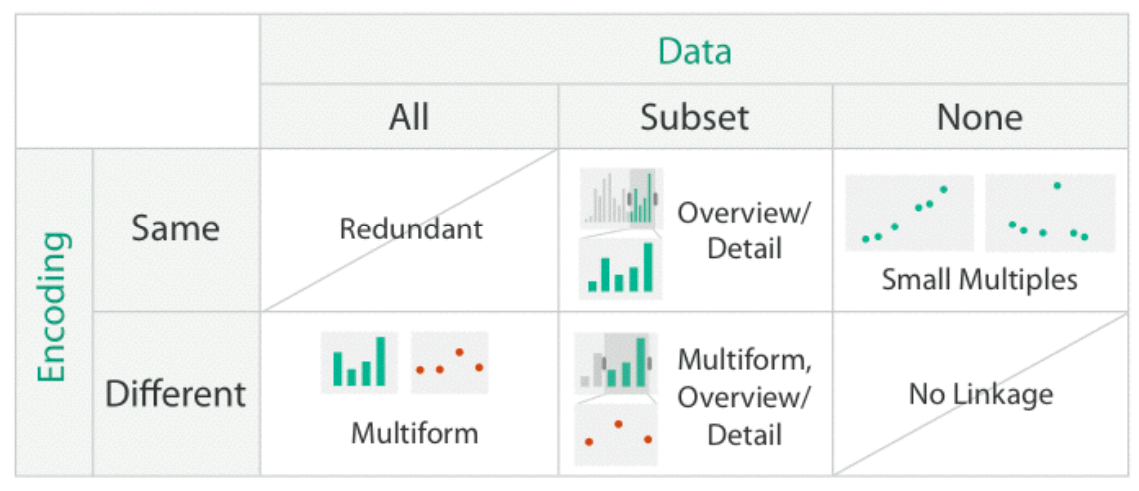 Data
All
Subset
None
Encoding
Same
Redundant
Overview/
Detail
Small Multiples
Different
Multiform
Multiform,
Overview/
Detail
No Linkage